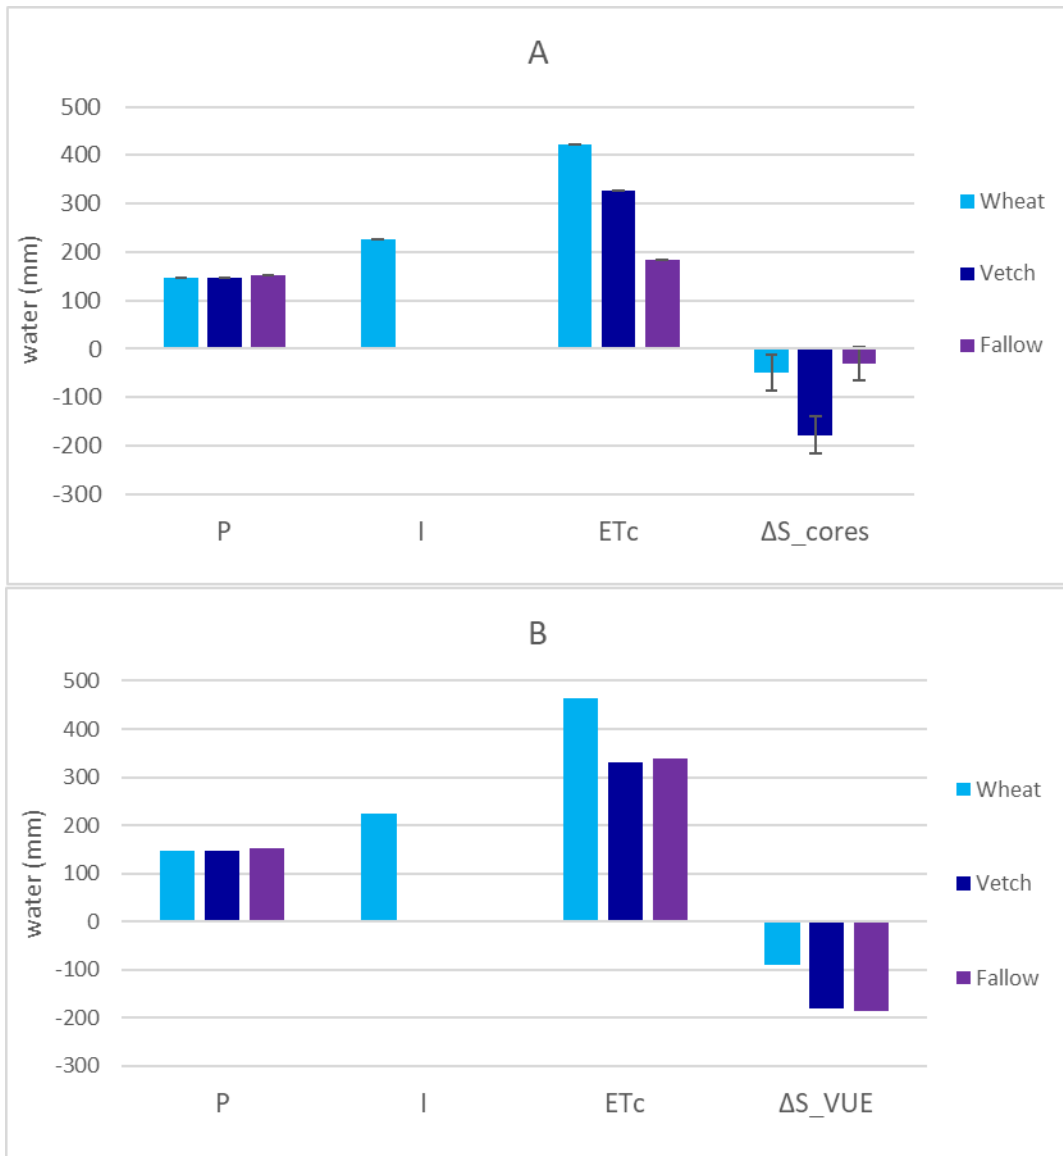 A
500
400
300
200
100
0
-100
-200
-300
water (mm)
P I ETc ΔS_cores
Wheat
Vetch
Fallow
B
500
400
300
200
100
0
-100
-200
-300
water (mm)
P I ETc ΔS_VUE
Wheat
Vetch
Fallow